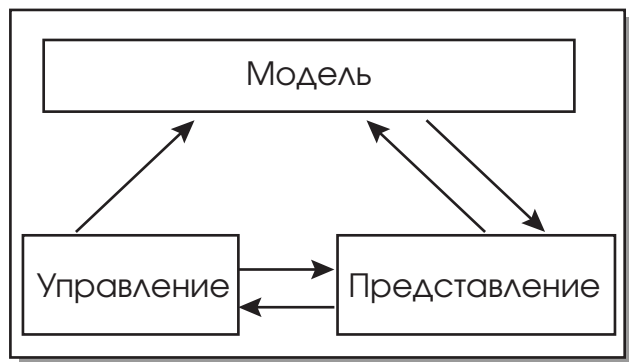 Модель
Управление
Представление